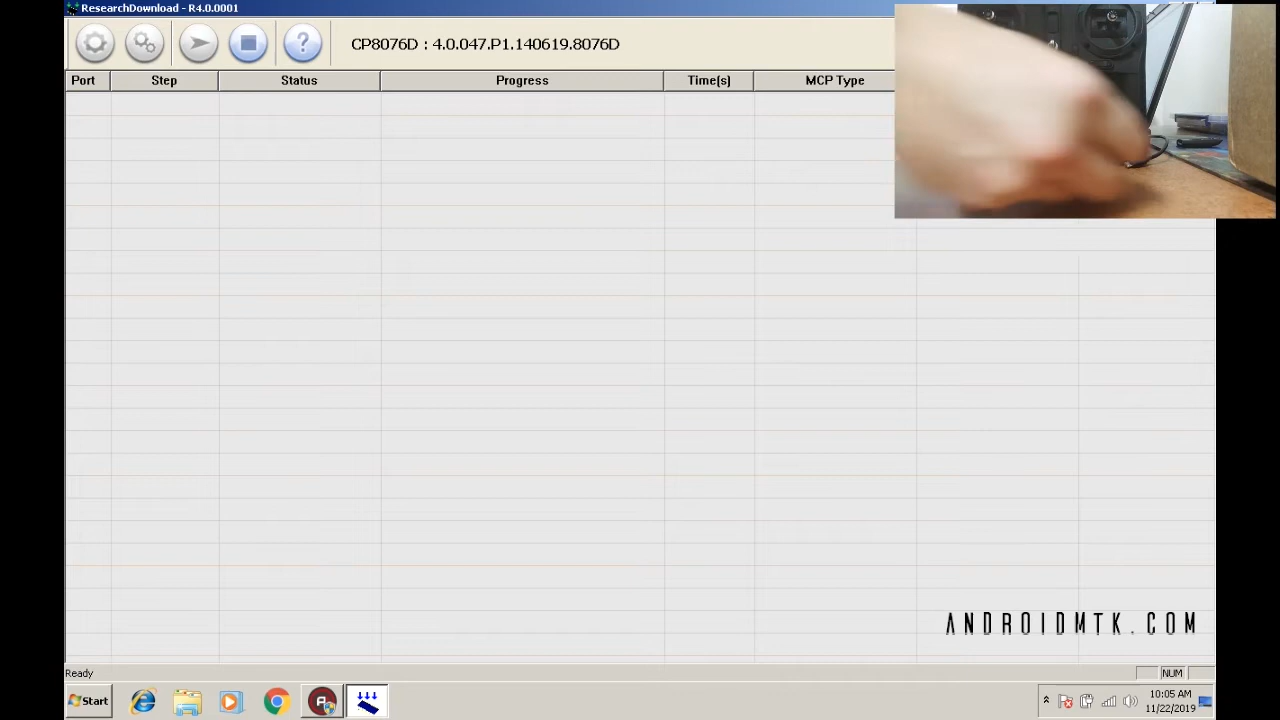 ResearchDownload - R4.0.0001
CP8076D : 4.0.047.P1.140619.8076D
Port Step Status Progress Time(s) MCP Type
ANDROIDMTK.COM
Ready NUM
Start 10:05 AM
11/22/2019